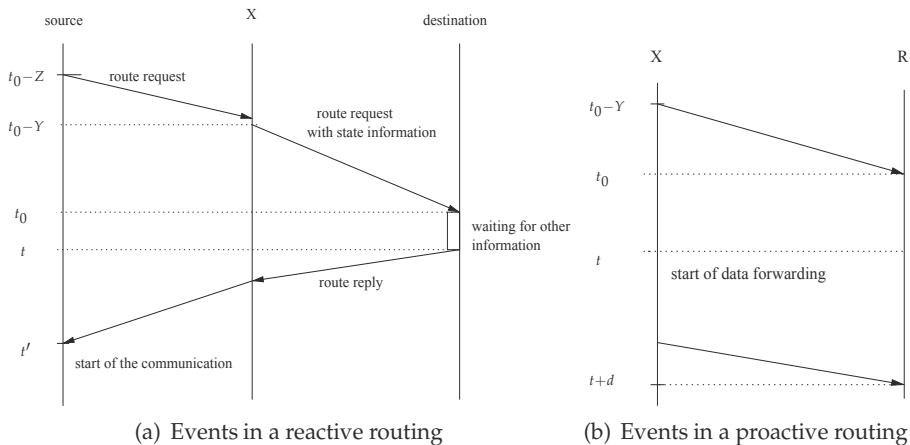 source
X
destination
t₀−Z
route request
t₀−Y
route request
with state information
t₀
waiting for other
information
t
route reply
t′
start of the communication
(a) Events in a reactive routing
X
R
t₀−Y
t₀
t
start of data forwarding
t+d
(b) Events in a proactive routing